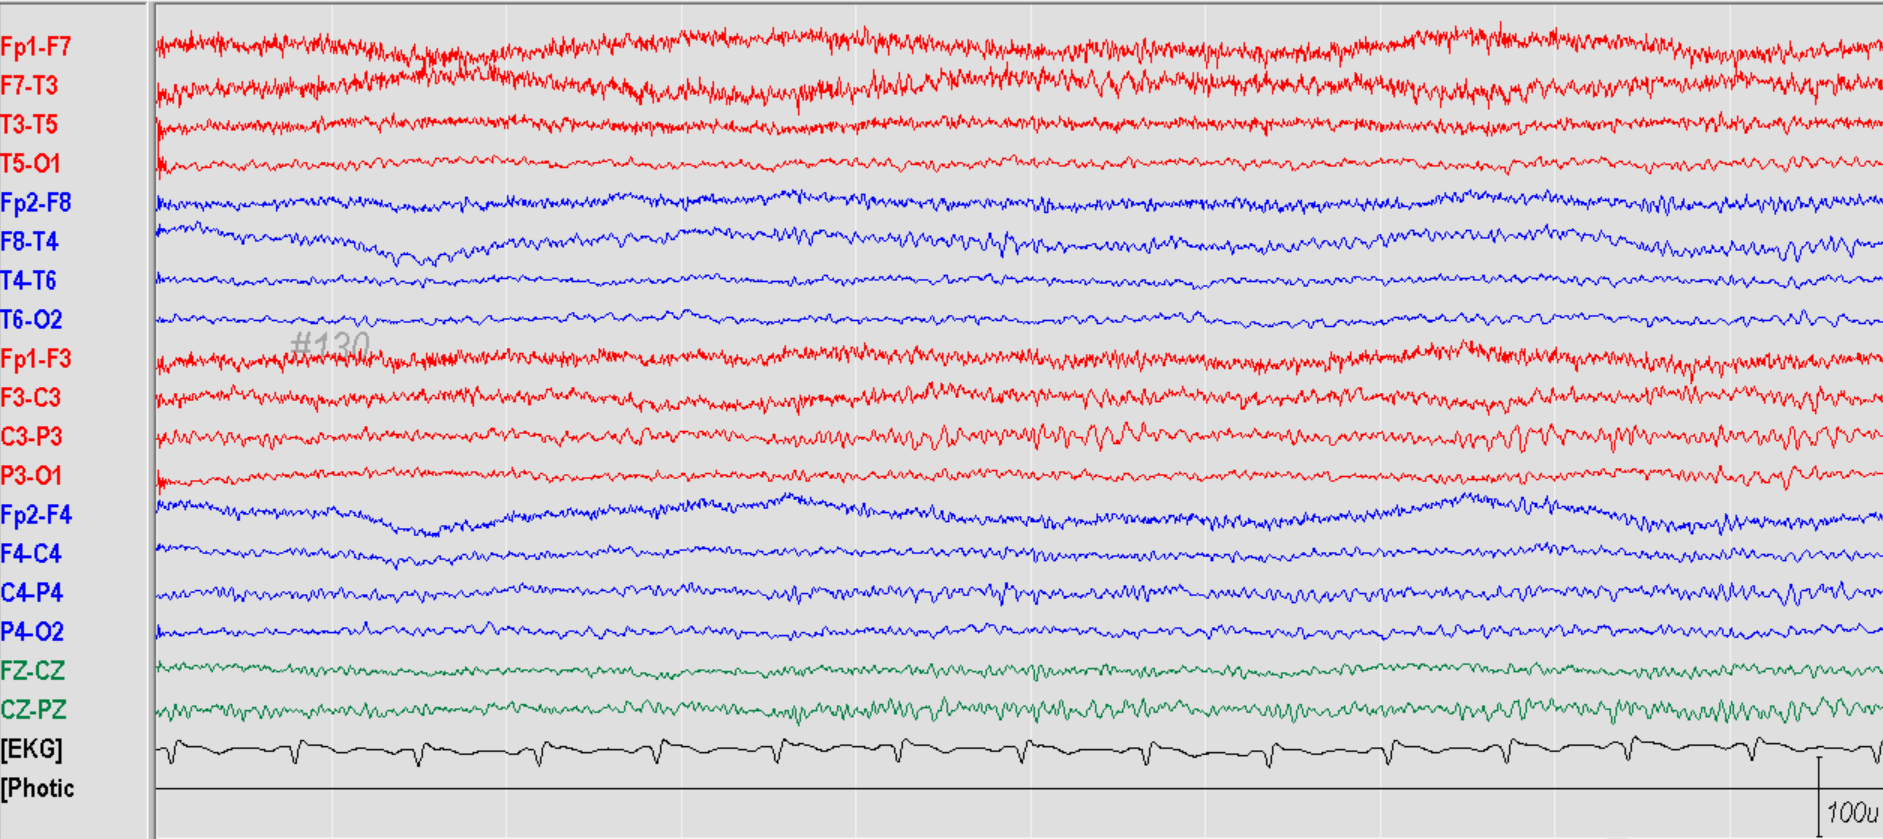 Fp1-F7
F7-T3
T3-T5
T5-O1
Fp2-F8
F8-T4
T4-T6
T6-O2
#130
Fp1-F3
F3-C3
C3-P3
P3-O1
Fp2-F4
F4-C4
C4-P4
P4-O2
FZ-CZ
CZ-PZ
[EKG]
[Photic
100u